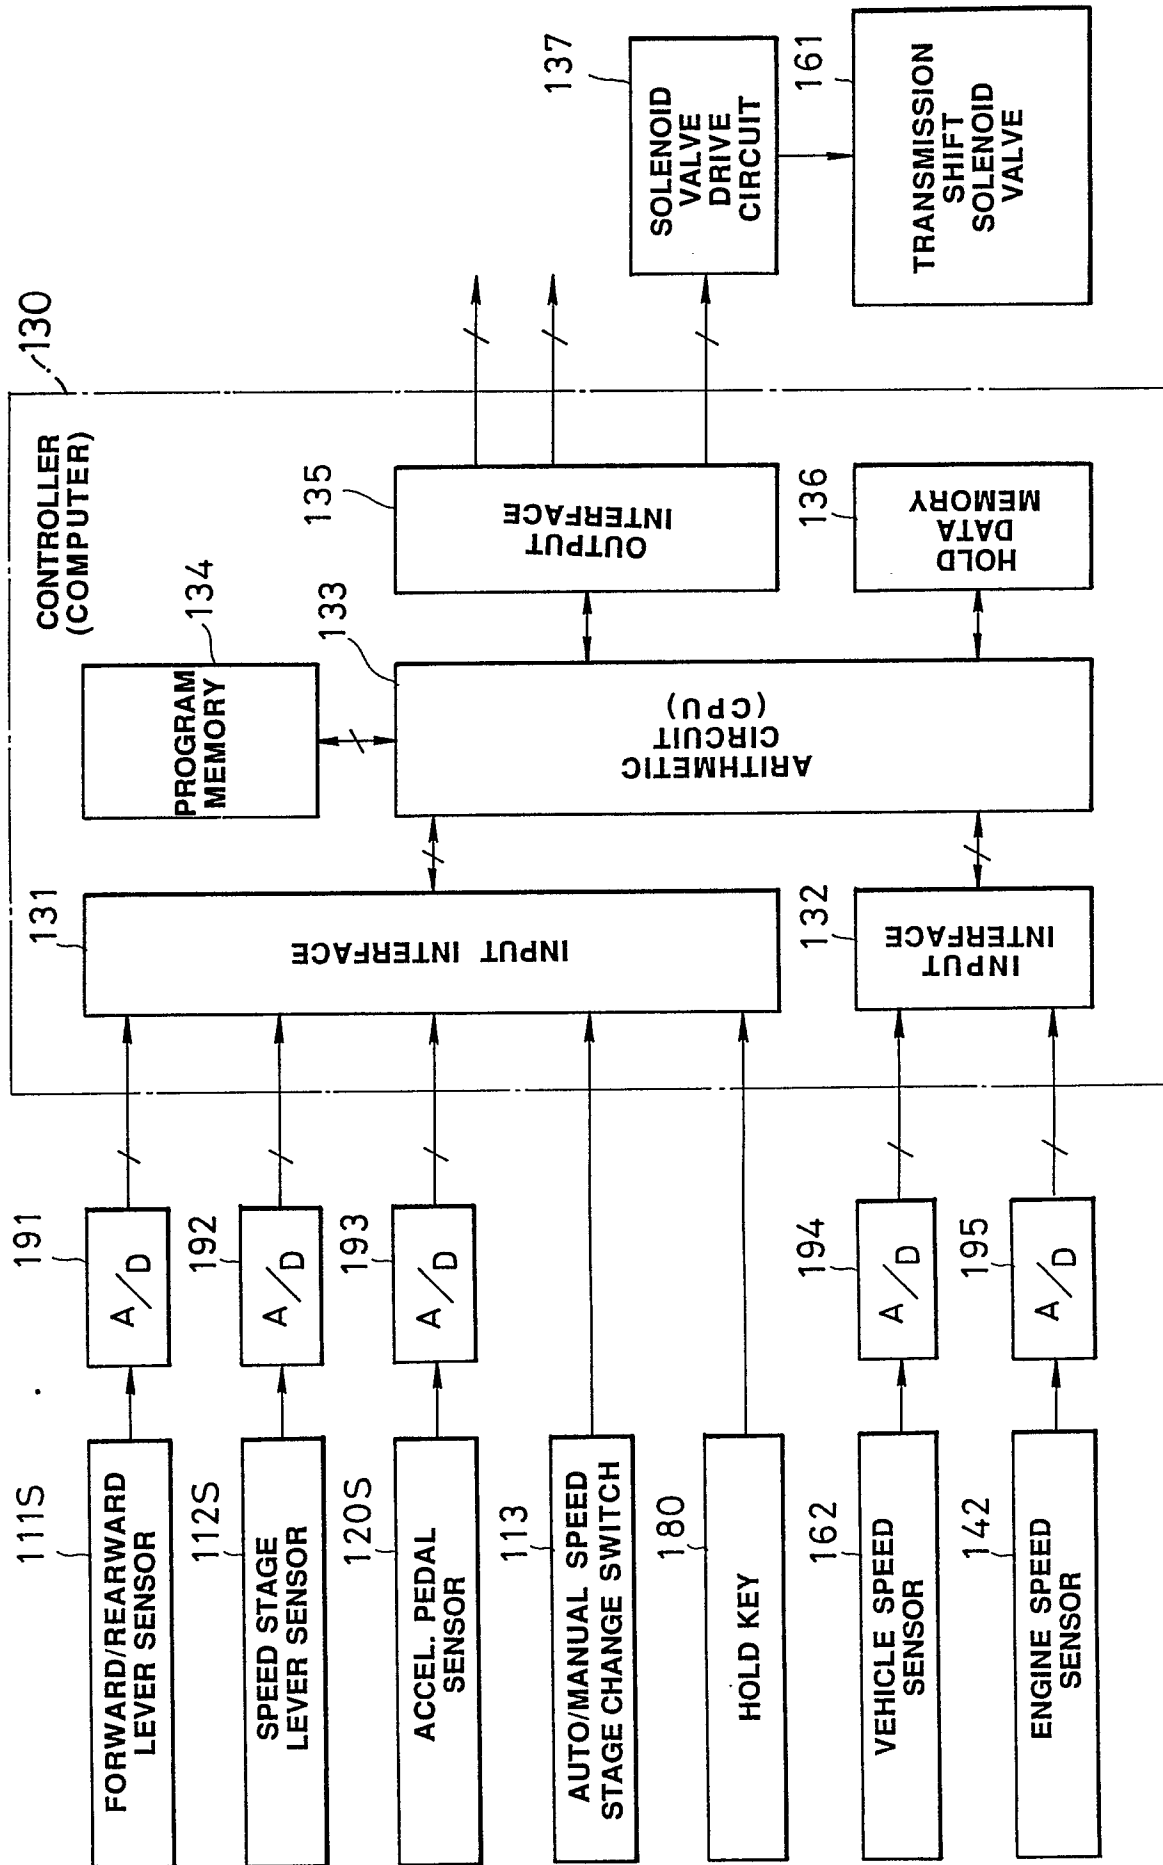 111S
FORWARD/REARWARD
LEVER SENSOR
191
A/D
112S
SPEED STAGE
LEVER SENSOR
192
A/D
120S
ACCEL. PEDAL
SENSOR
193
A/D
113
AUTO/MANUAL SPEED
STAGE CHANGE SWITCH
180
HOLD KEY
162
VEHICLE SPEED
SENSOR
194
A/D
142
ENGINE SPEED
SENSOR
195
A/D
130
CONTROLLER
(COMPUTER)
131
INPUT INTERFACE
132
INPUT
INTERFACE
134
PROGRAM
MEMORY
133
ARITHMETIC
CIRCUIT
(CPU)
135
OUTPUT
INTERFACE
136
HOLD
DATA
MEMORY
137
SOLENOID
VALVE
DRIVE
CIRCUIT
161
TRANSMISSION
SHIFT
SOLENOID
VALVE